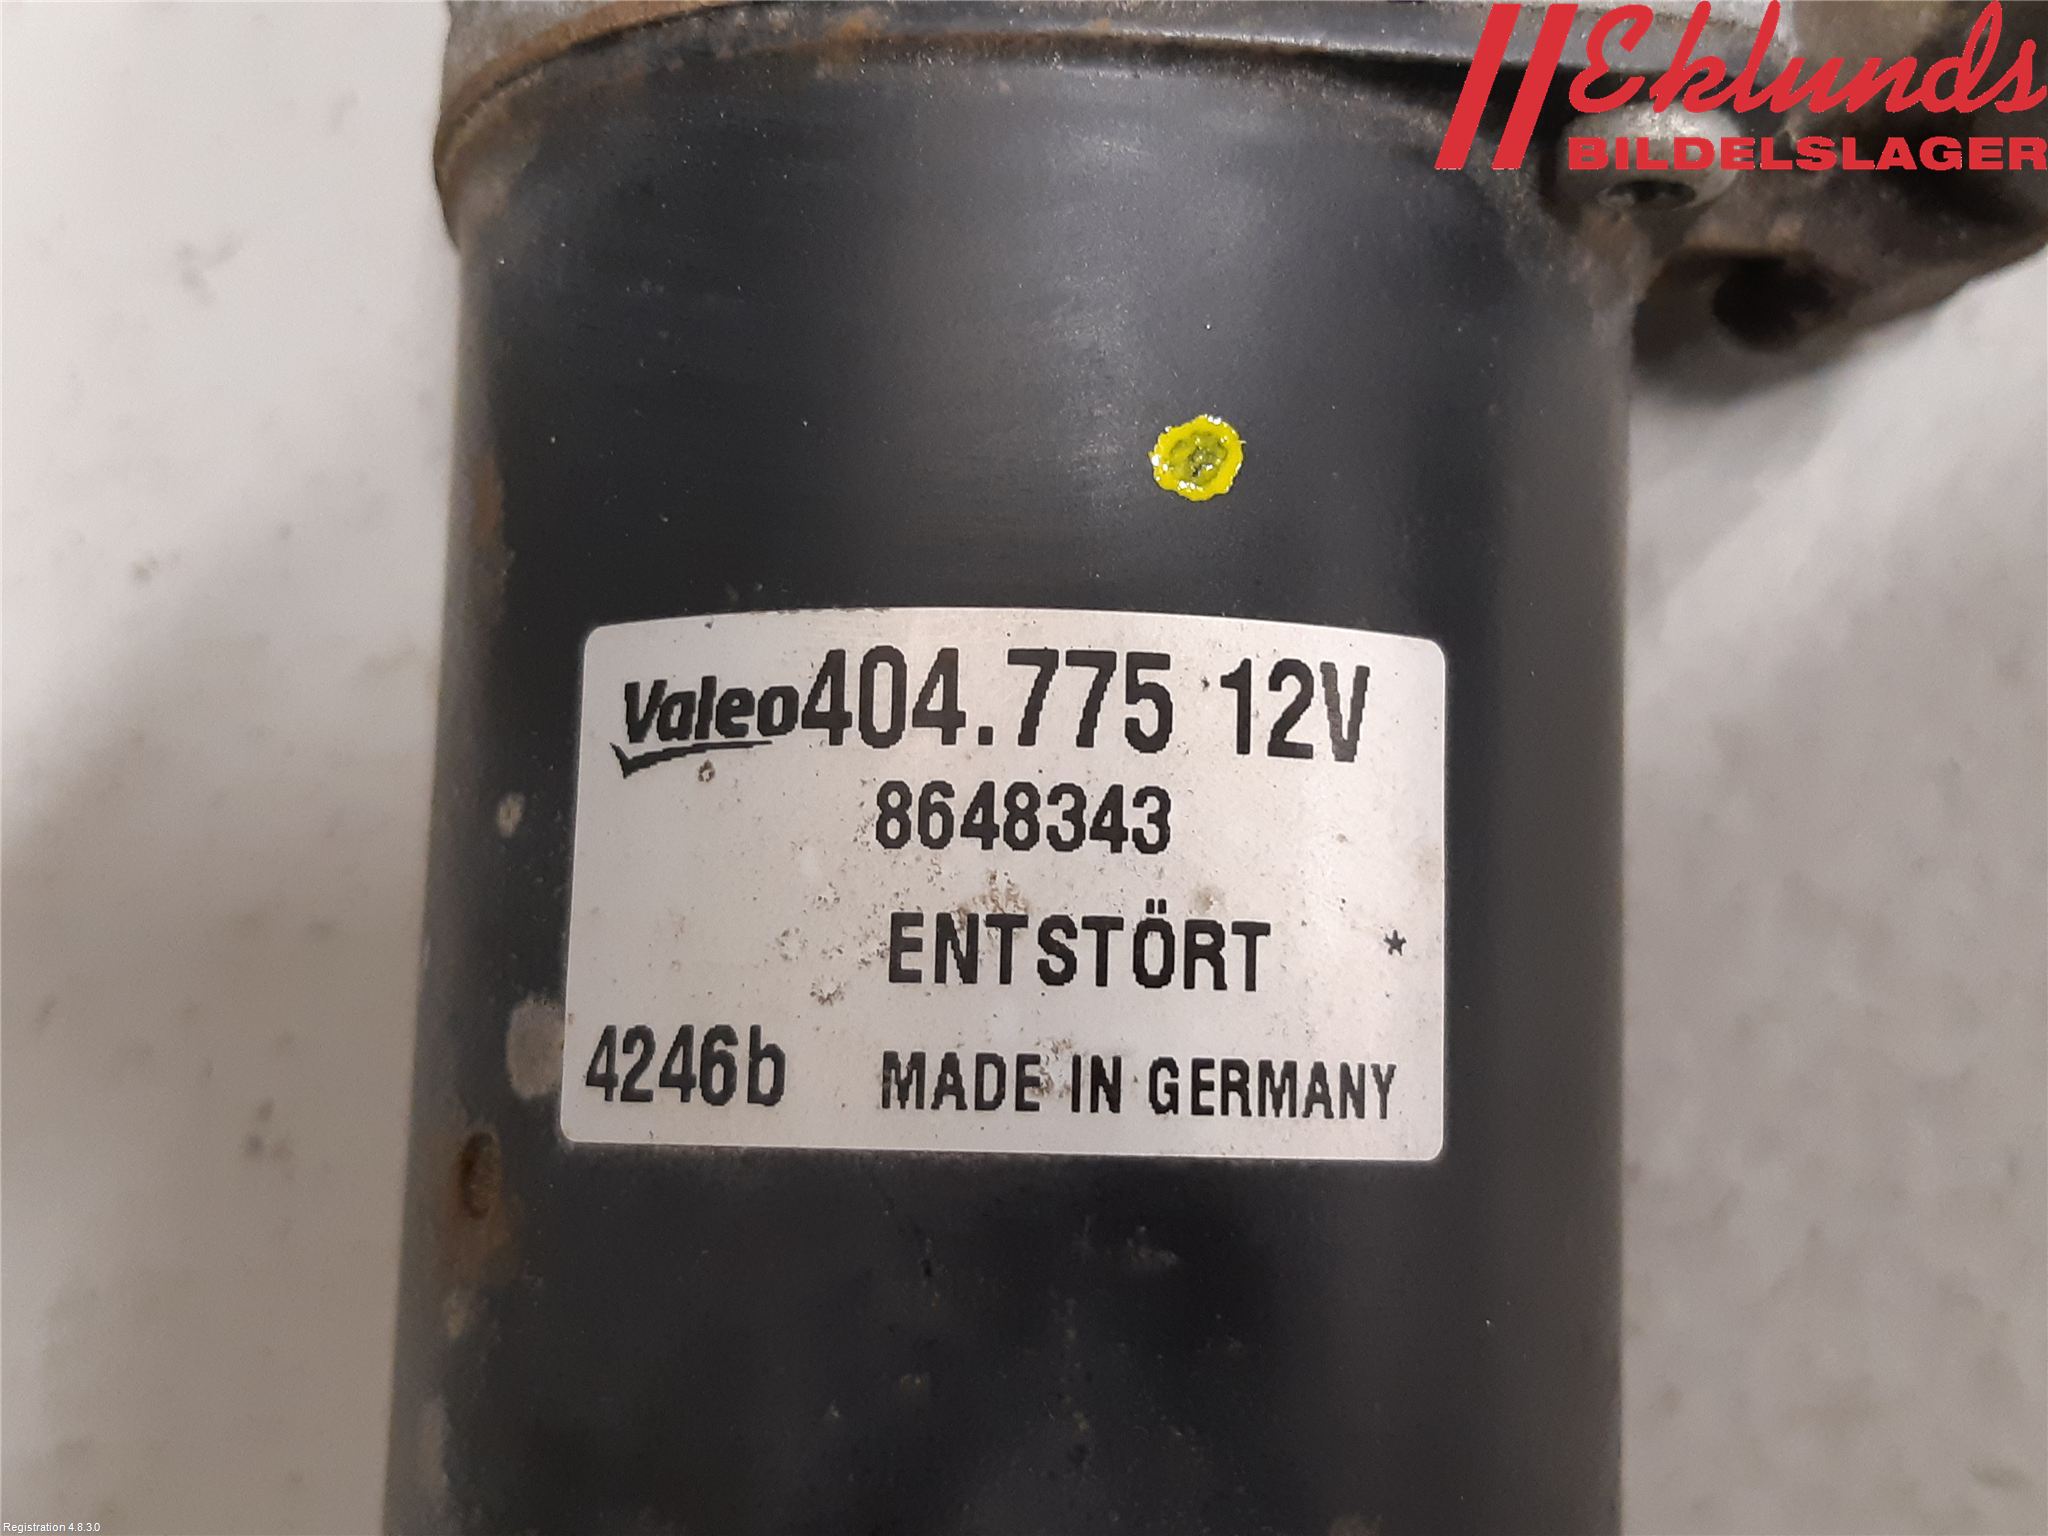 Eklunds
BILDELSLAGER
Valeo 404.775 12V
8648343
ENTSTÖRT *
4246b MADE IN GERMANY
Registration 4.8.3.0